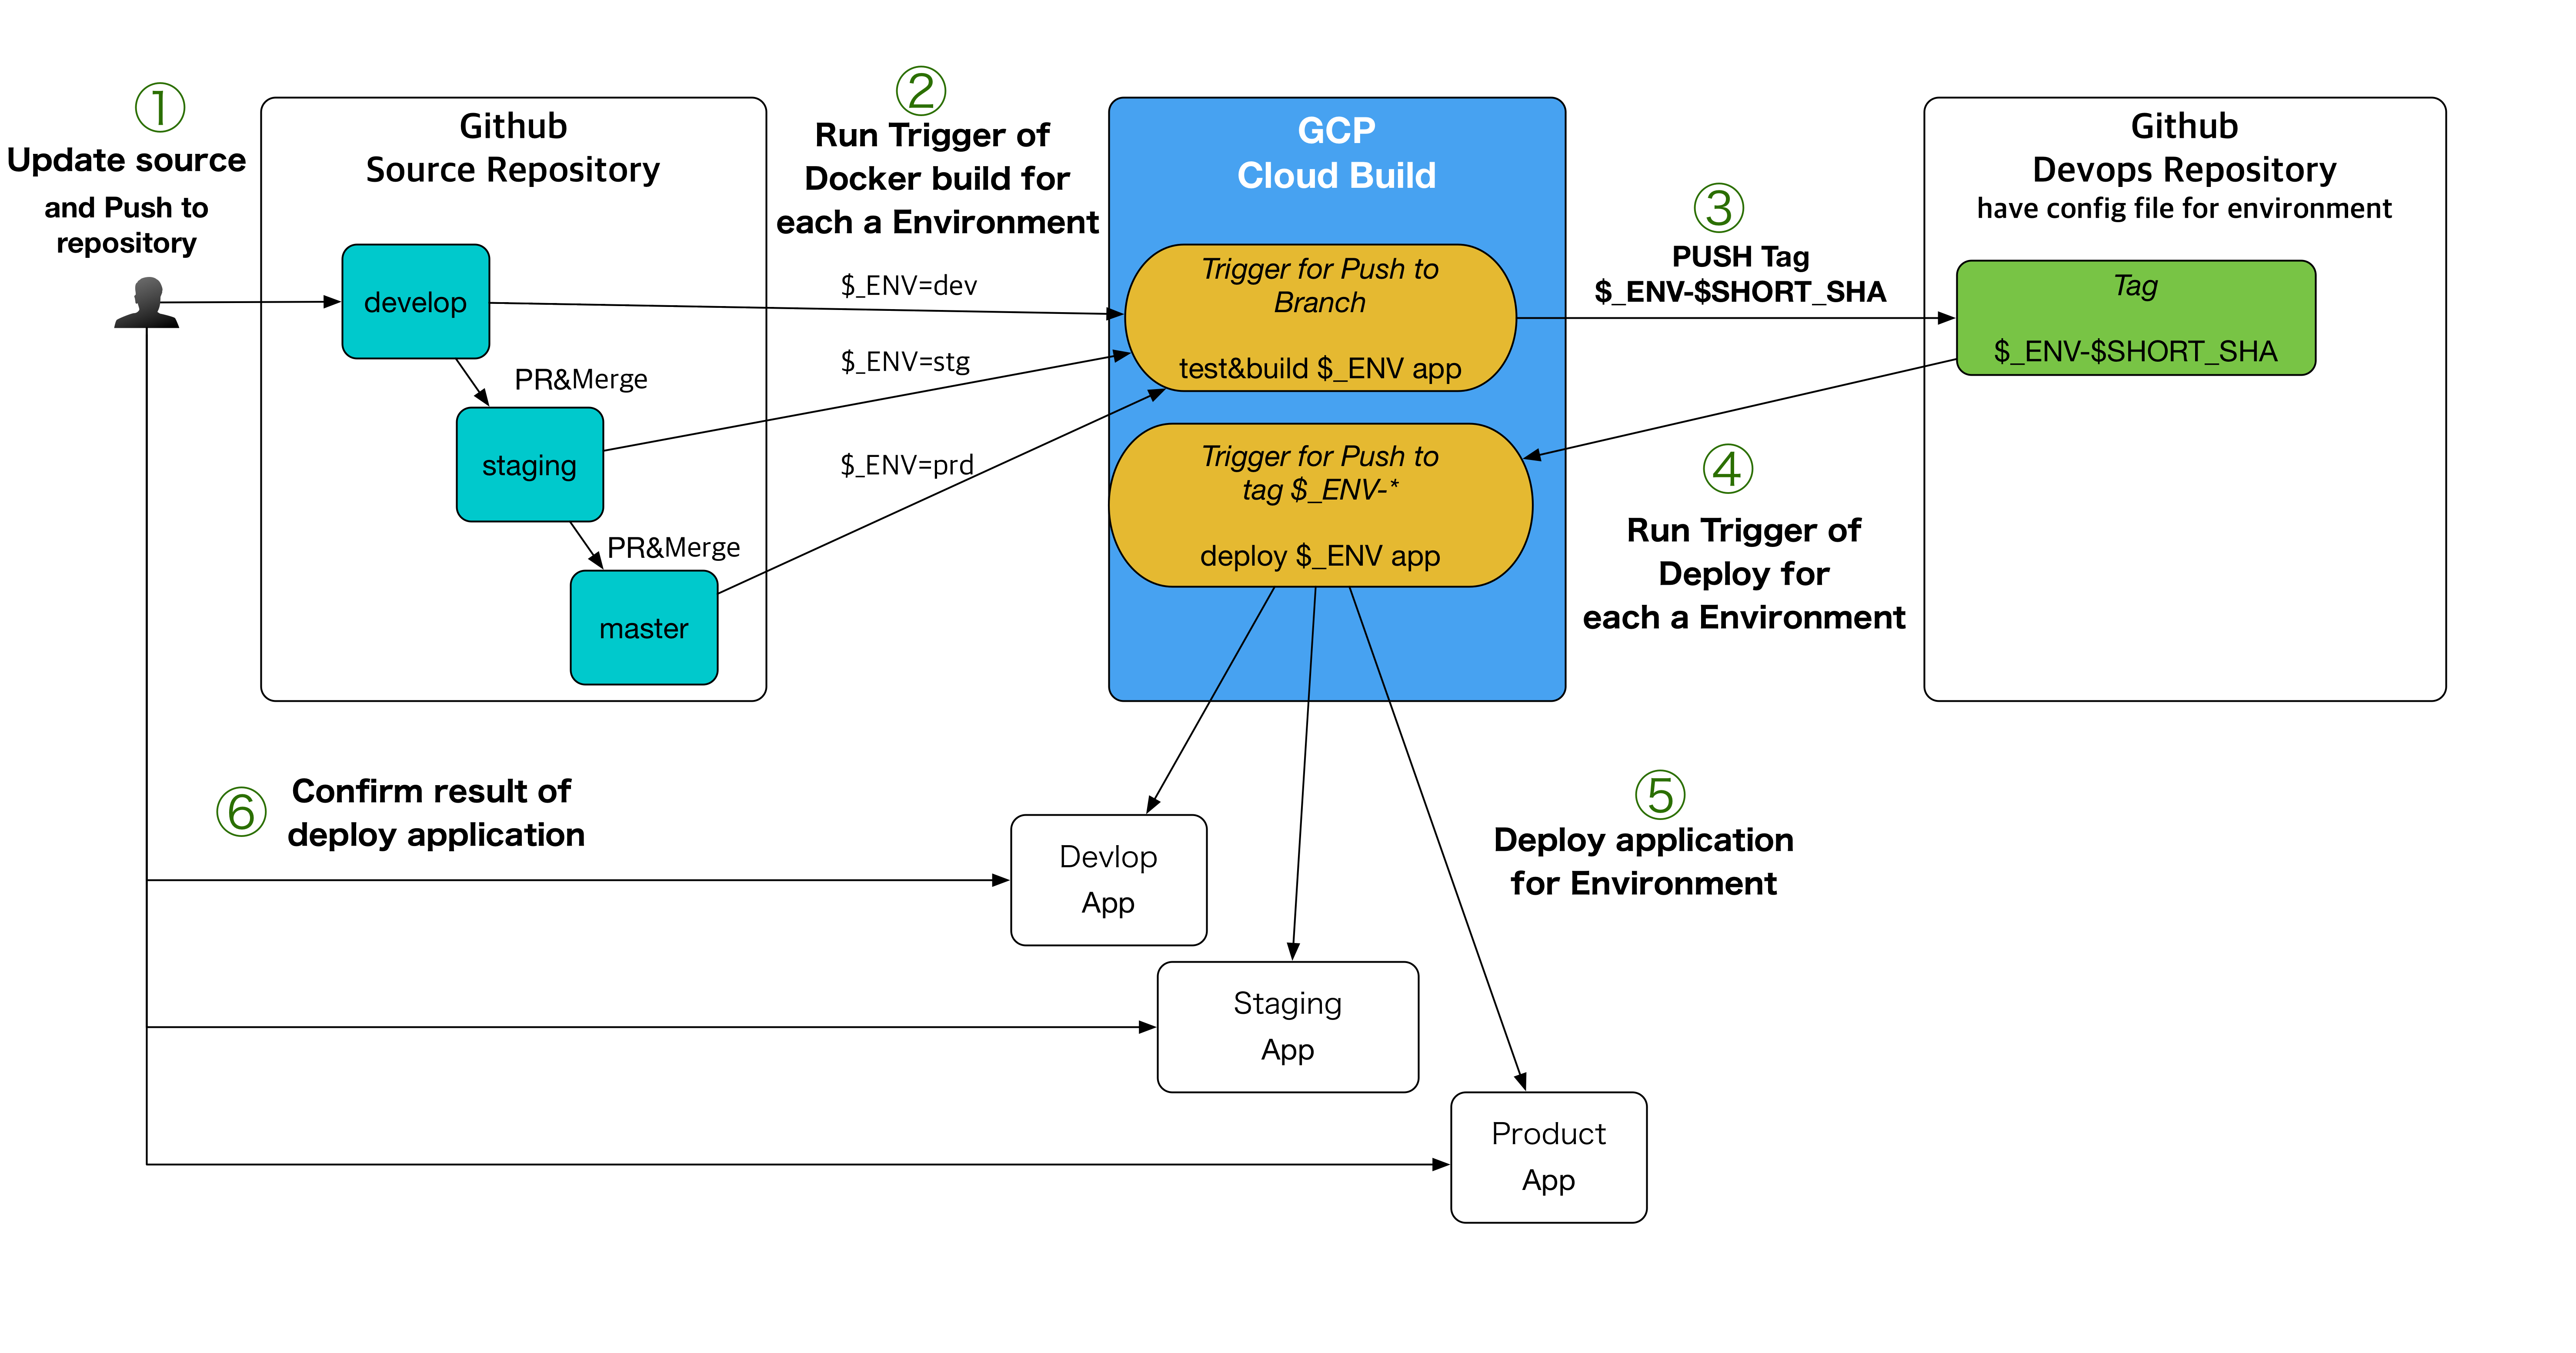 ①
Update source
and Push to
repository
Github
Source Repository
develop
PR&Merge
staging
PR&Merge
master
②
Run Trigger of
Docker build for
each a Environment
$_ENV=dev
$_ENV=stg
$_ENV=prd
GCP
Cloud Build
Trigger for Push to
Branch
test&build $_ENV app
Trigger for Push to
tag $_ENV-*
deploy $_ENV app
③
PUSH Tag
$_ENV-$SHORT_SHA
Github
Devops Repository
have config file for environment
Tag
$_ENV-$SHORT_SHA
④
Run Trigger of
Deploy for
each a Environment
⑤
Deploy application
for Environment
⑥
Confirm result of
deploy application
Devlop
App
Staging
App
Product
App